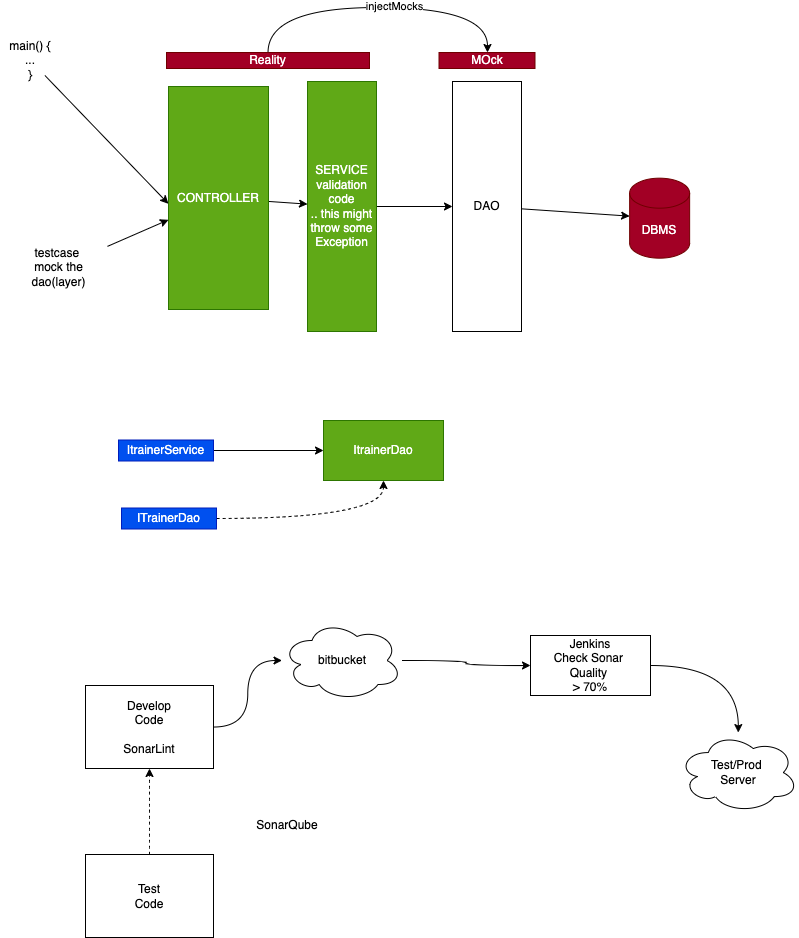 injectMocks
main() {
...
}
Reality
MOck
CONTROLLER
SERVICE
validation
code
.. this might
throw some
Exception
DAO
DBMS
testcase
mock the
dao(layer)
ItrainerService
ItrainerDao
ITrainerDao
bitbucket
Jenkins
Check Sonar
Quality
> 70%
Develop
Code
SonarLint
Test/Prod
Server
SonarQube
Test
Code